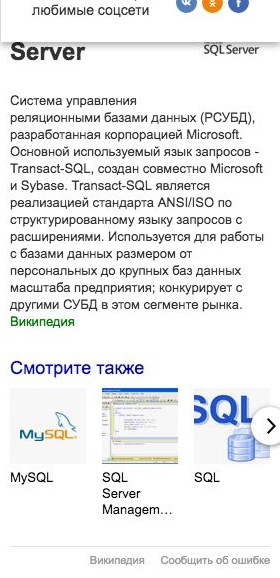 любимые соцсети
Server
SQL Server
Система управления
реляционными базами данных (РСУБД),
разработанная корпорацией Microsoft.
Основной используемый язык запросов -
Transact-SQL, создан совместно Microsoft
и Sybase. Transact-SQL является
реализацией стандарта ANSI/ISO по
структурированному языку запросов с
расширениями. Используется для работы
с базами данных размером от
персональных до крупных баз данных
масштаба предприятия; конкурирует с
другими СУБД в этом сегменте рынка.
Википедия
Смотрите также
MySQL
SQL
MySQL
SQL
Server
Managem...
SQL
Википедия
Сообщить об ошибке